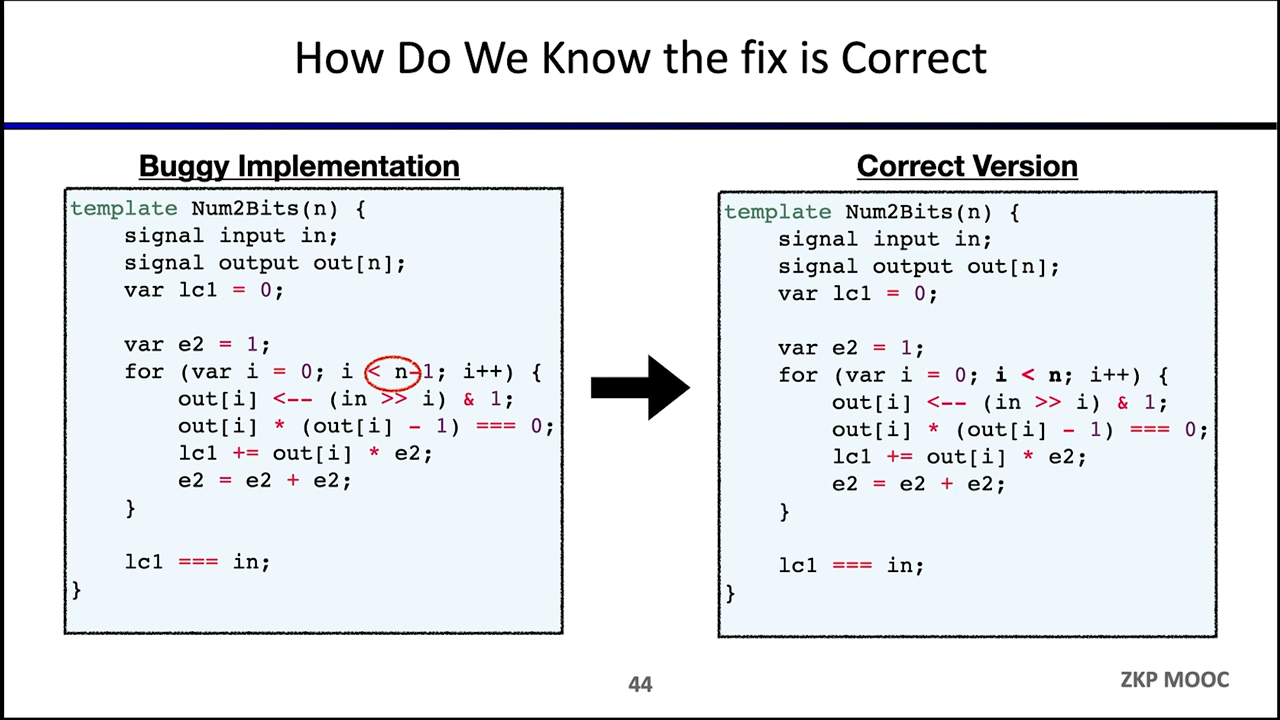 How Do We Know the fix is Correct
Buggy Implementation
template Num2Bits(n) {
    signal input in;
    signal output out[n];
    var lc1 = 0;
    var e2 = 1;
    for (var i = 0; i < n-1; i++) {
        out[i] <-- (in >> i) & 1;
        out[i] * (out[i] - 1) === 0;
        lc1 += out[i] * e2;
        e2 = e2 + e2;
    }
    lc1 === in;
}
Correct Version
template Num2Bits(n) {
    signal input in;
    signal output out[n];
    var lc1 = 0;
    var e2 = 1;
    for (var i = 0; i < n; i++) {
        out[i] <-- (in >> i) & 1;
        out[i] * (out[i] - 1) === 0;
        lc1 += out[i] * e2;
        e2 = e2 + e2;
    }
    lc1 === in;
}
44
ZKP MOOC